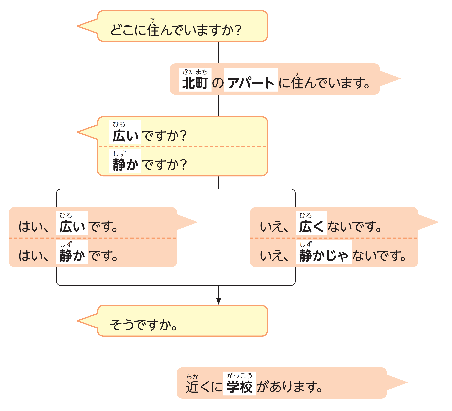 どこに住んでいますか？
北町のアパートに住んでいます。
広いですか？
静かですか？
はい、広いです。
はい、静かです。
いえ、広くないです。
いえ、静かじゃないです。
そうですか。
近くに学校があります。